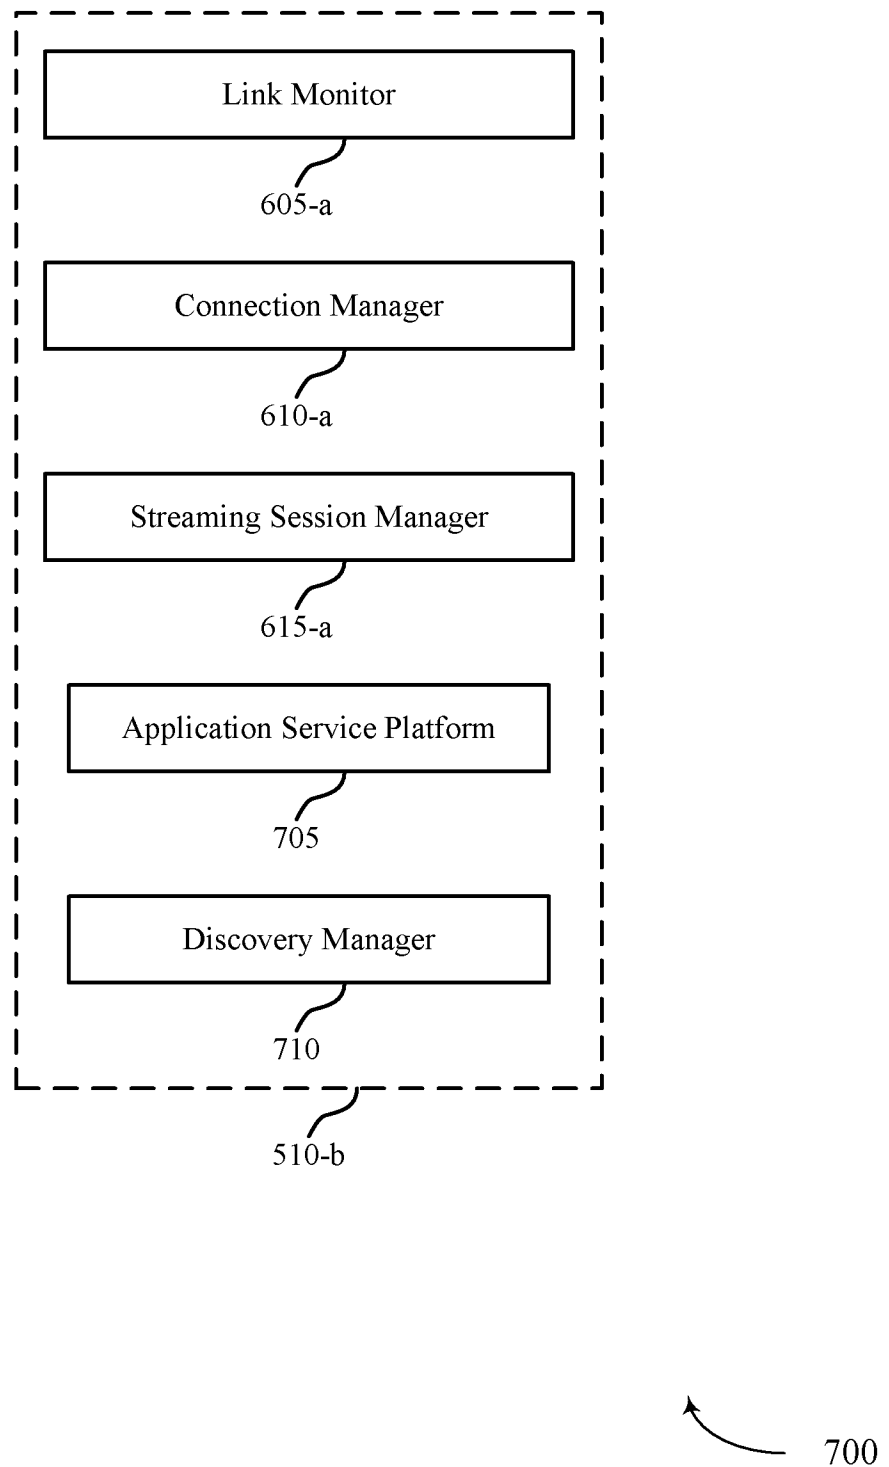 Link Monitor
605-a
Connection Manager
610-a
Streaming Session Manager
615-a
Application Service Platform
705
Discovery Manager
710
510-b
700